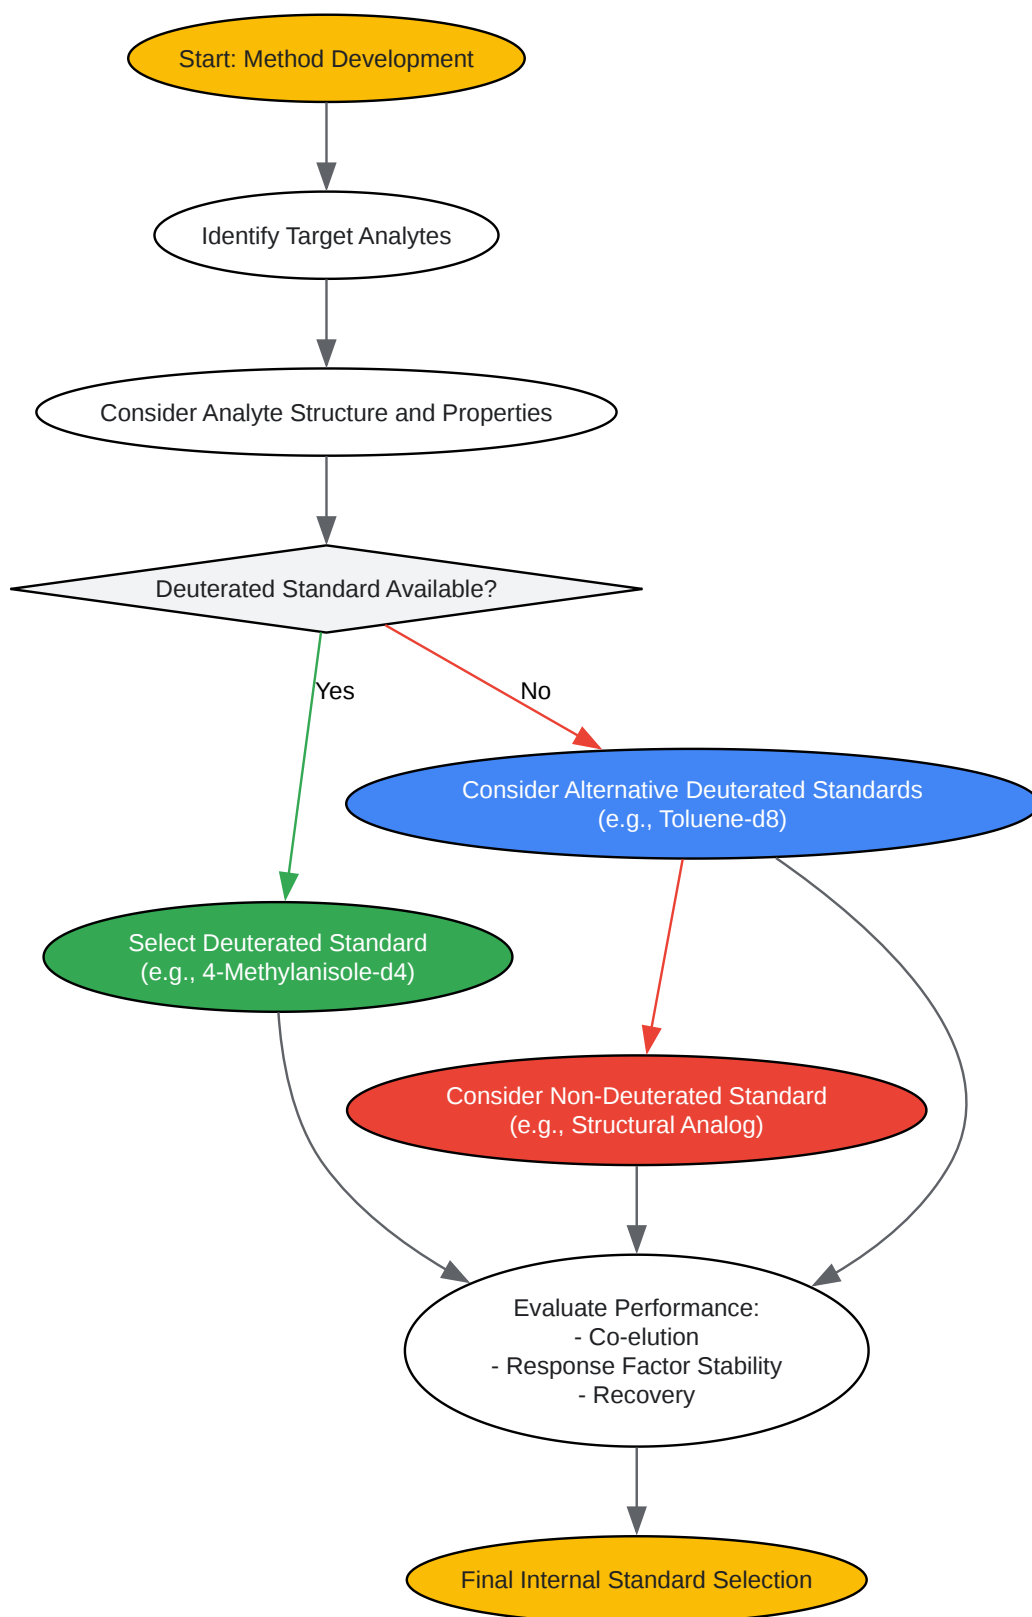 Start: Method Development
Identify Target Analytes
Consider Analyte Structure and Properties
Deuterated Standard Available?
Yes
No
Consider Alternative Deuterated Standards
(e.g., Toluene-d8)
Select Deuterated Standard
(e.g., 4-Methylanisole-d4)
Consider Non-Deuterated Standard
(e.g., Structural Analog)
Evaluate Performance:
- Co-elution
- Response Factor Stability
- Recovery
Final Internal Standard Selection